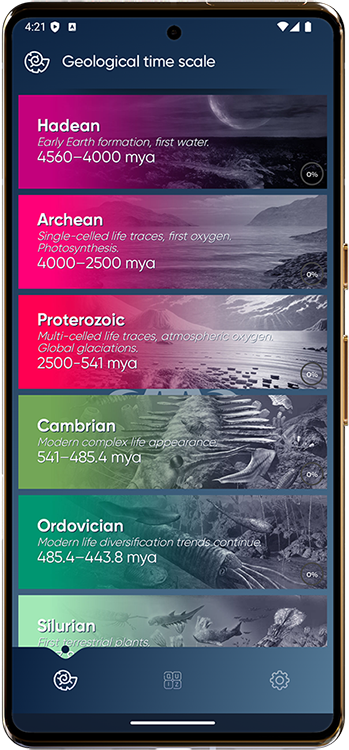 4:21
Geological time scale
Hadean
Early Earth formation, first water.
4560–4000 mya
0%
Archean
Single-celled life traces, first oxygen.
Photosynthesis.
4000–2500 mya
0%
Proterozoic
Multi-celled life traces, atmospheric oxygen.
Global glaciations.
2500–541 mya
0%
Cambrian
Modern complex life appearance.
541–485.4 mya
0%
Ordovician
Modern life diversification trends continue.
485.4–443.8 mya
0%
Silurian
First terrestrial plants.
QU
IZ